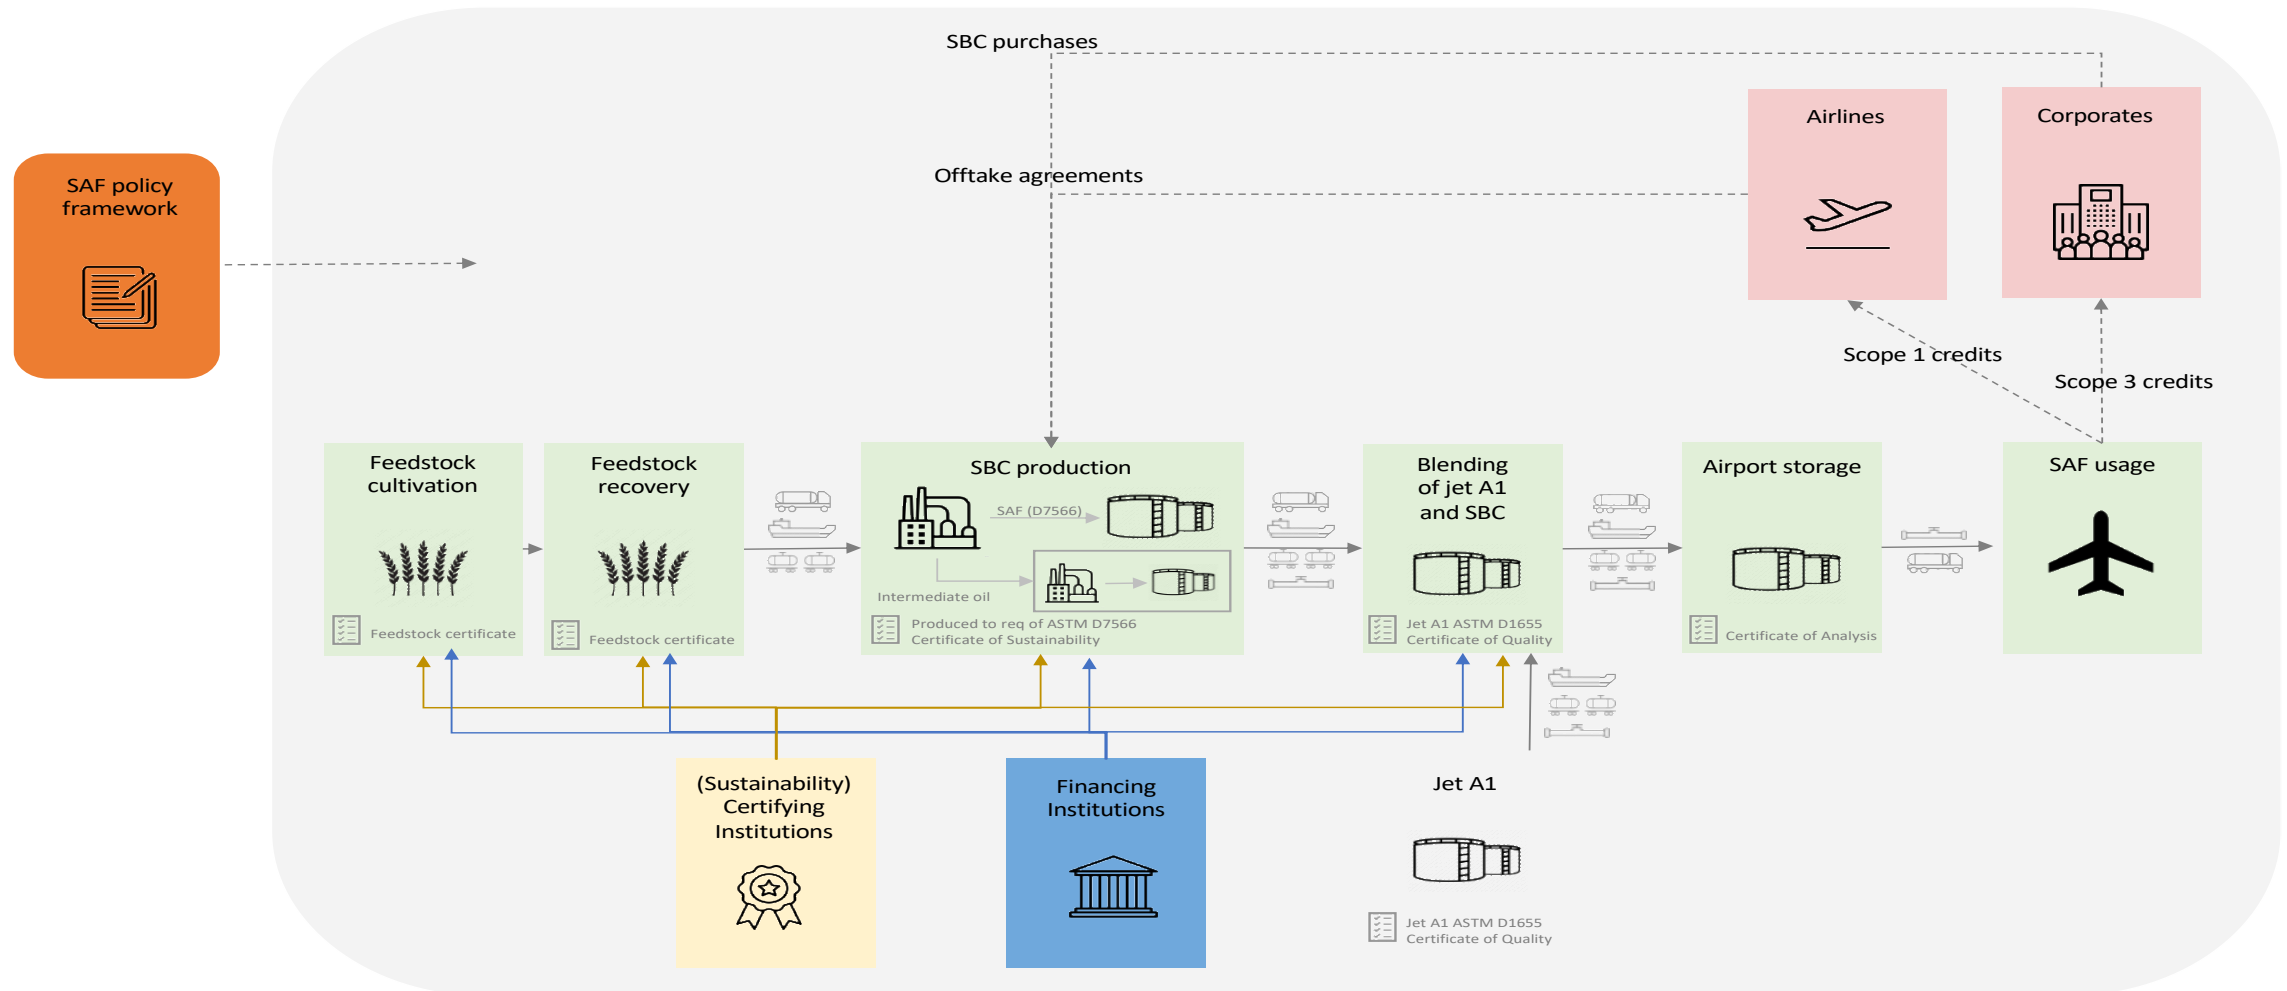 SBC purchases
Airlines
Corporates
Offtake agreements
SAF policy
framework
Scope 1 credits
Scope 3 credits
Feedstock
cultivation
Feedstock certificate
Feedstock
recovery
Feedstock certificate
SBC production
SAF (D7566)
Intermediate oil
Produced to req of ASTM D7566
Certificate of Sustainability
Blending
of jet A1
and SBC
Jet A1 ASTM D1655
Certificate of Quality
Airport storage
Certificate of Analysis
SAF usage
(Sustainability)
Certifying
Institutions
Financing
Institutions
Jet A1
Jet A1 ASTM D1655
Certificate of Quality